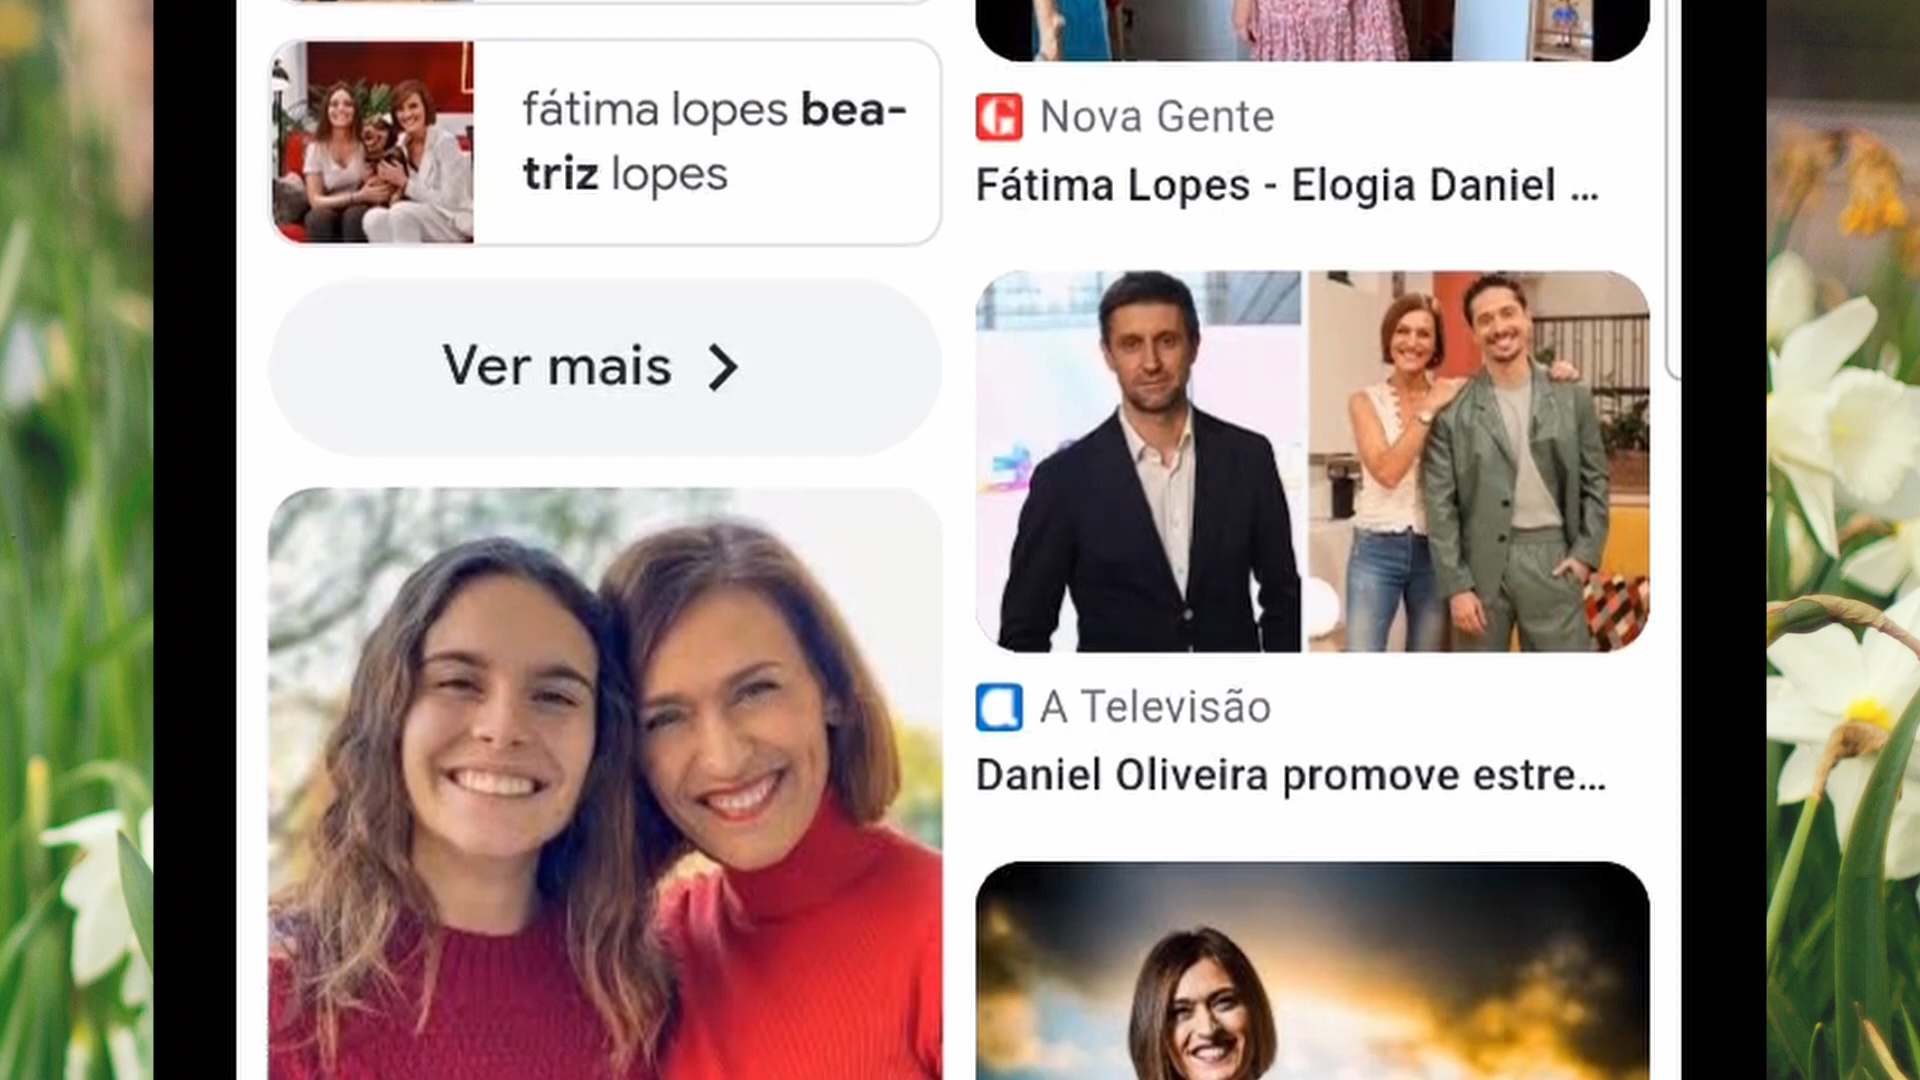 fátima lopes bea-
triz lopes
Ver mais
Nova Gente
Fátima Lopes - Elogia Daniel ...
A Televisão
Daniel Oliveira promove estre...